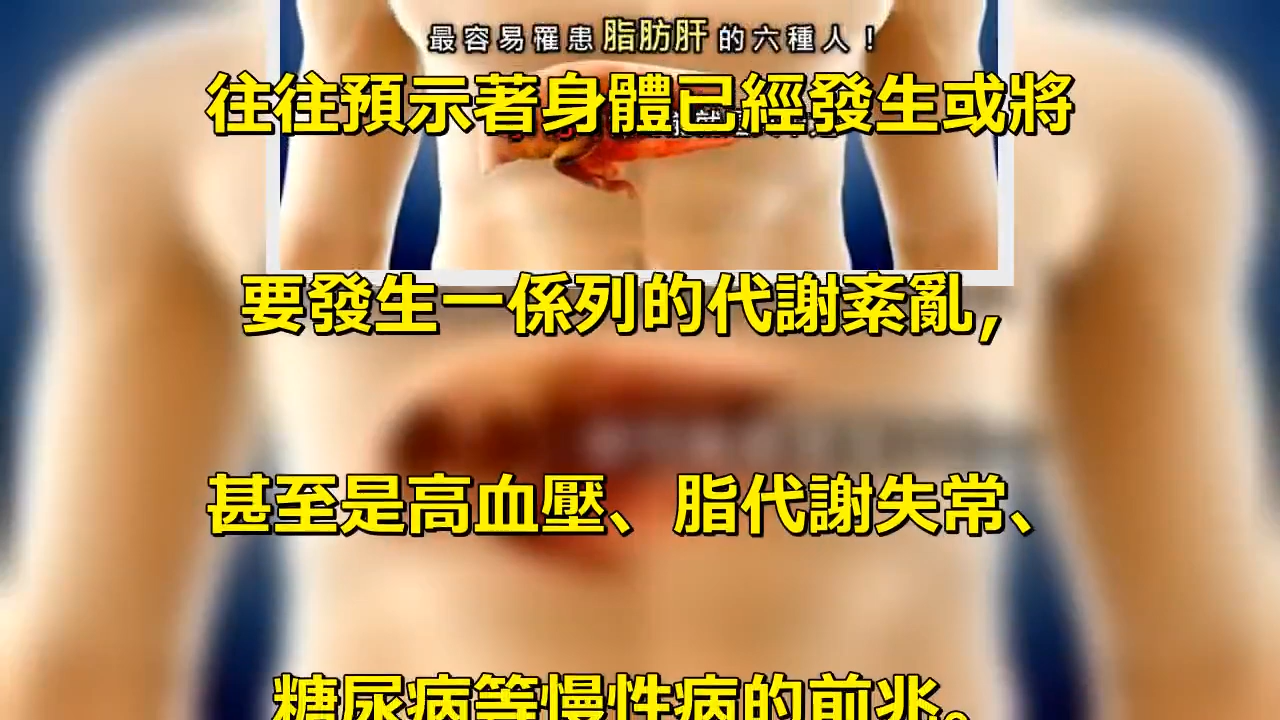 最容易罹患脂肪肝的六種人！
往往預示著身體已經發生或將
要發生一係列的代謝紊亂，
甚至是高血壓、脂代謝失常、
糖尿病等慢性病的前兆。